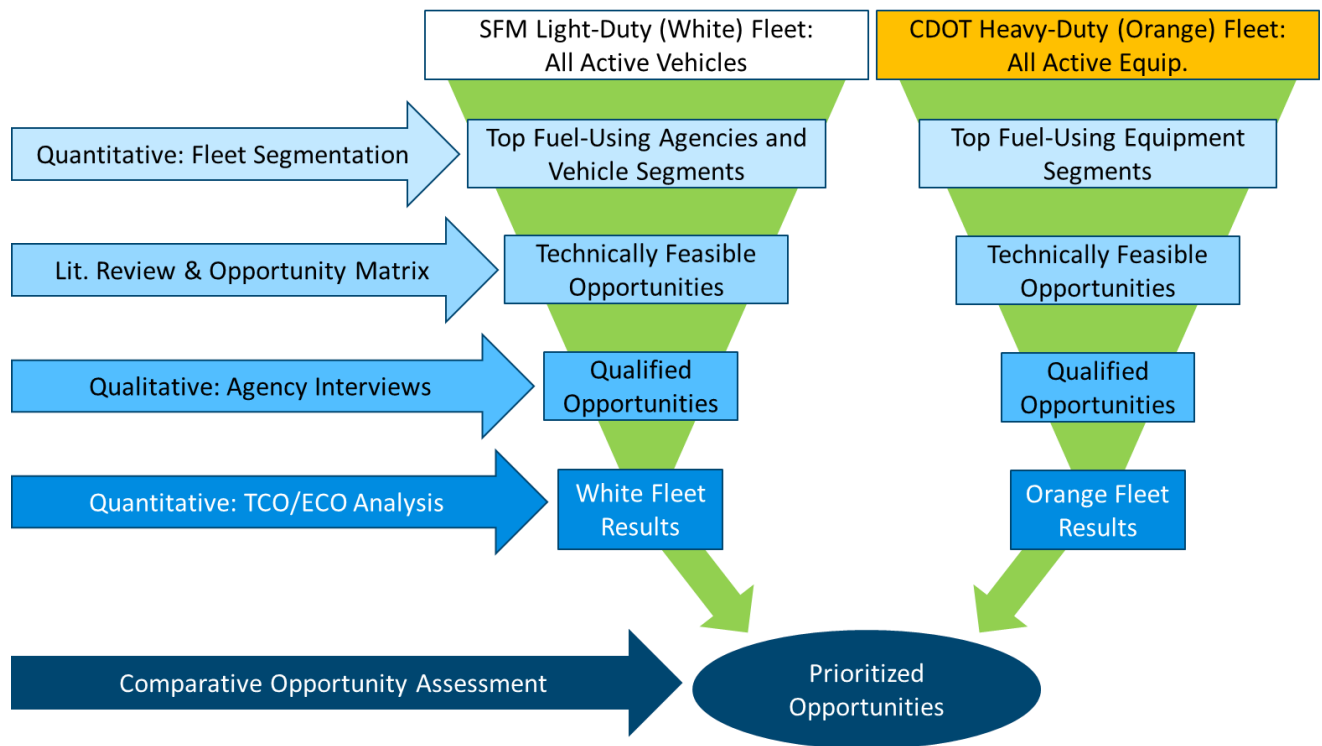 SFM Light-Duty (White) Fleet:
All Active Vehicles
CDOT Heavy-Duty (Orange) Fleet:
All Active Equip.
Quantitative: Fleet Segmentation
Top Fuel-Using Agencies and
Vehicle Segments
Top Fuel-Using Equipment
Segments
Lit. Review & Opportunity Matrix
Technically Feasible
Opportunities
Technically Feasible
Opportunities
Qualitative: Agency Interviews
Qualified
Opportunities
Qualified
Opportunities
Quantitative: TCO/ECO Analysis
White Fleet
Results
Orange Fleet
Results
Comparative Opportunity Assessment
Prioritized
Opportunities